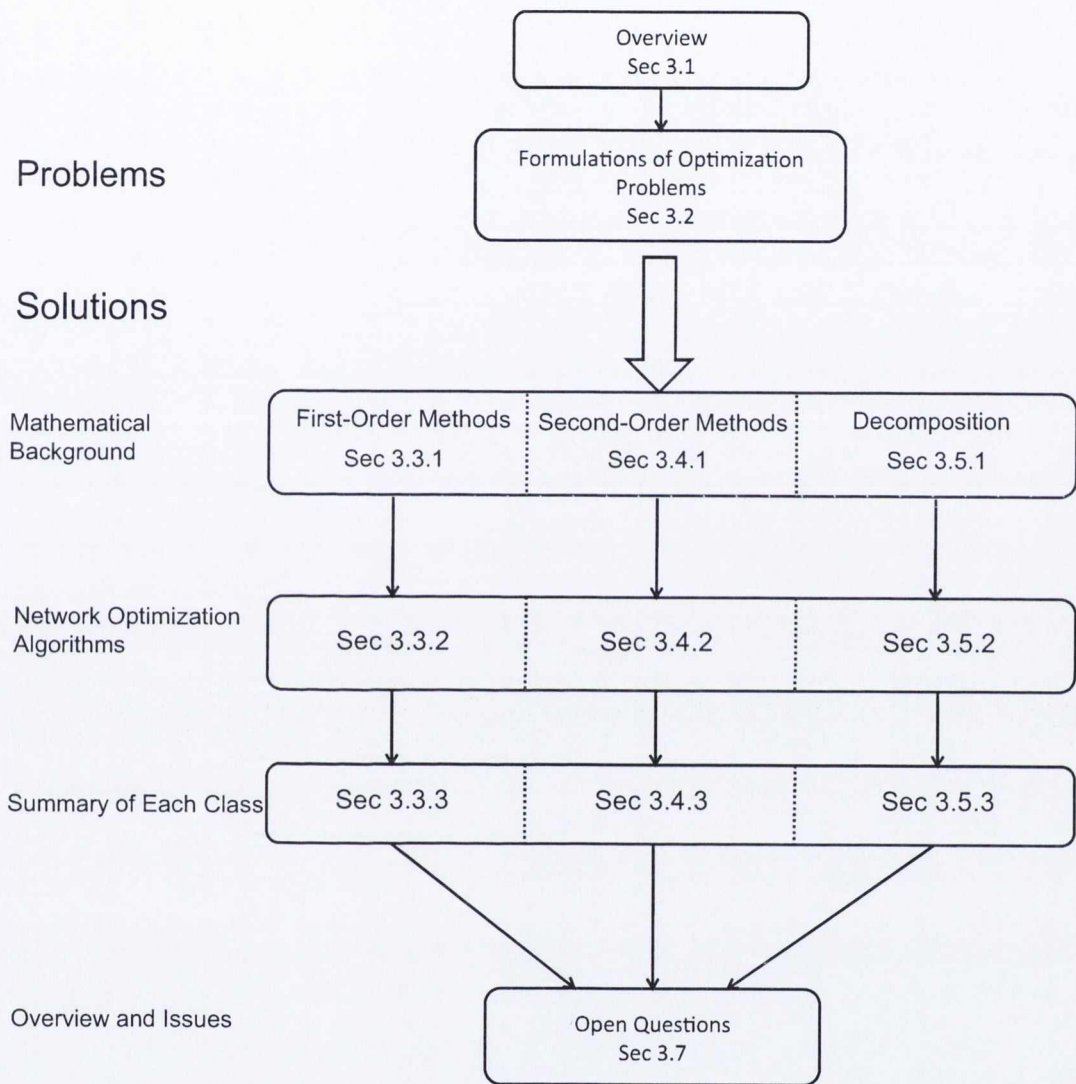 Overview
Sec 3.1
Problems
Formulations of Optimization
Problems
Sec 3.2
Solutions
Mathematical
Background
First-Order Methods
Sec 3.3.1
Second-Order Methods
Sec 3.4.1
Decomposition
Sec 3.5.1
Network Optimization
Algorithms
Sec 3.3.2
Sec 3.4.2
Sec 3.5.2
Summary of Each Class
Sec 3.3.3
Sec 3.4.3
Sec 3.5.3
Overview and Issues
Open Questions
Sec 3.7